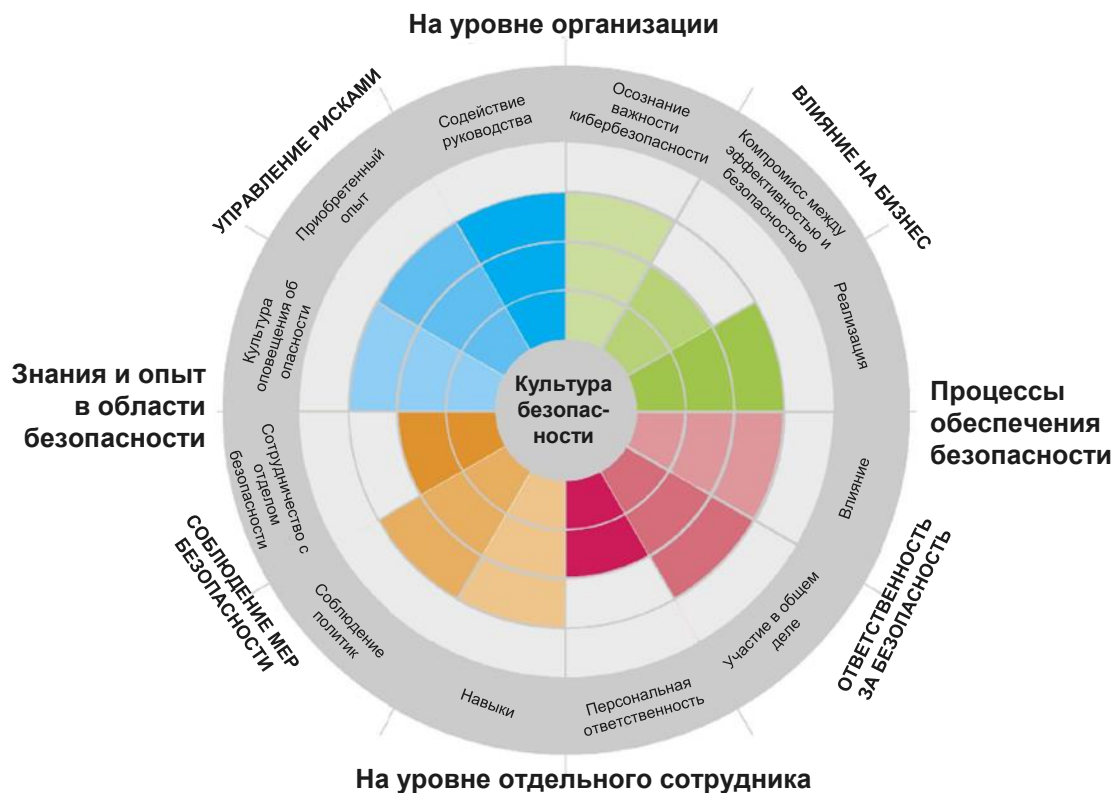 На уровне организации
УПРАВЛЕНИЕ РИСКАМИ
ВЛИЯНИЕ НА БИЗНЕС
Содействие
руководства
Осознание
важности
кибербезопасности
Компромисс между
эффективностью и
безопасностью
Приобретенный
опыт
Культура
оповещения об
опасности
Реализация
Знания и опыт
в области
безопасности
Культура
безопас-
ности
Процессы
обеспечения
безопасности
Сотрудничество с
отделом
безопасности
Влияние
СОБЛЮДЕНИЕ МЕР
БЕЗОПАСНОСТИ
Соблюдение
политик
Навыки
Персональная
ответственность
Участие в общем
деле
ОТВЕТСТВЕННОСТЬ
ЗА БЕЗОПАСНОСТЬ
На уровне отдельного сотрудника